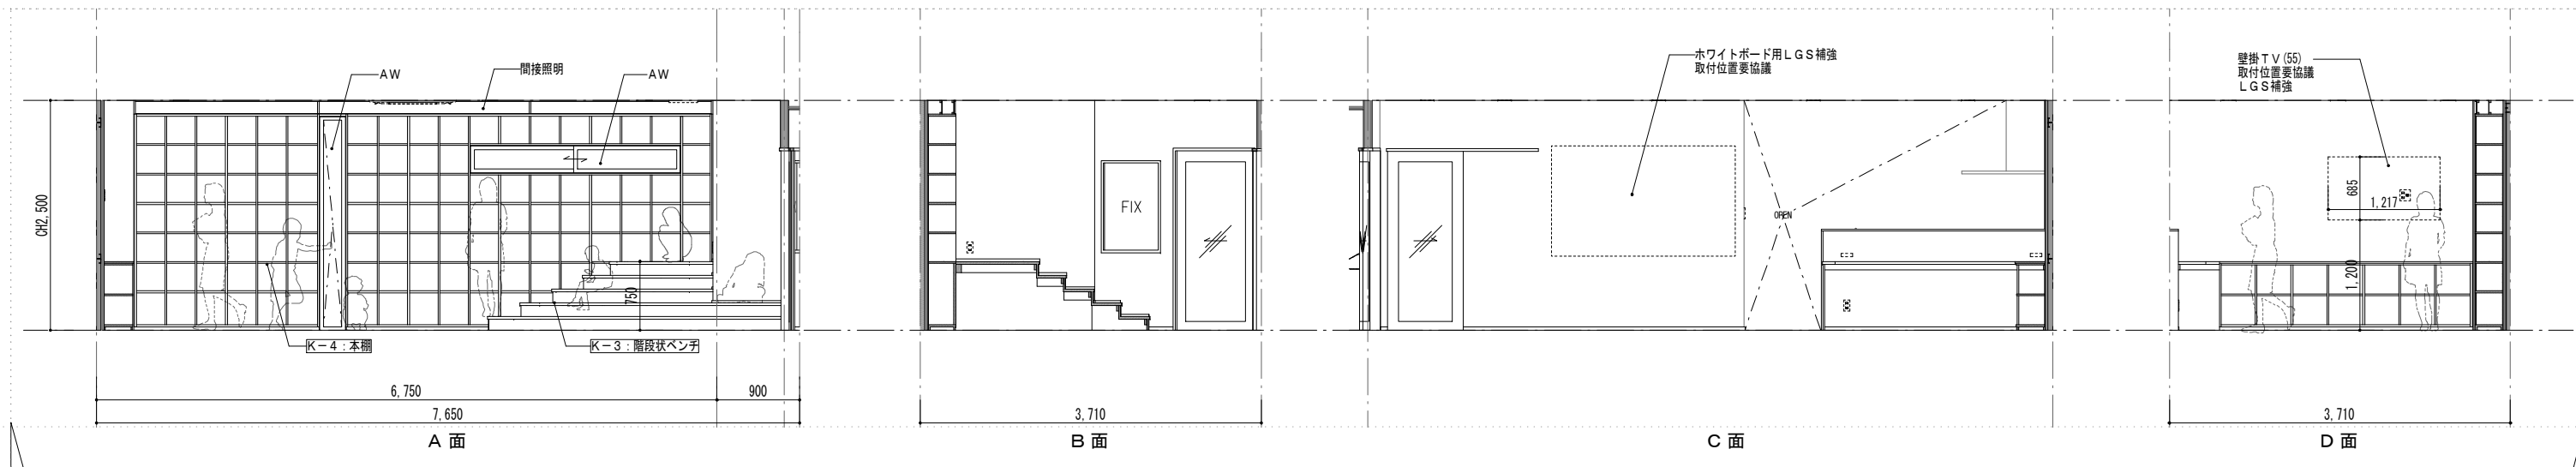 AW
間接照明
AW
CH2,500
750
K-4：本棚
K-3：階段状ベンチ
6,750
900
7,650
A 面
FIX
3,710
B 面
ホワイトボード用LGS補強
取付位置要協議
OPEN
C 面
壁掛TV(55)
取付位置要協議
LGS補強
685
1,217
1,200
3,710
D 面